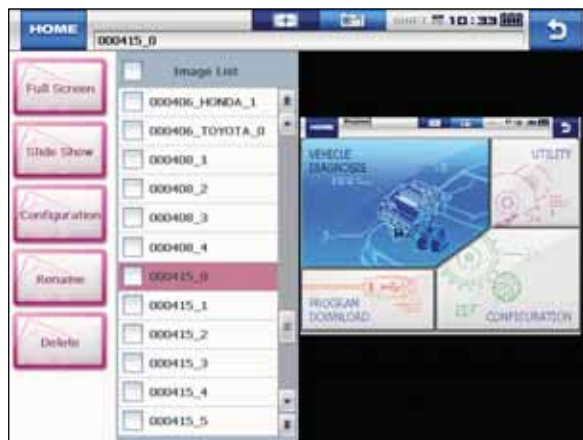 HOME
SHIFT 10:33
000415_0
Full Screen
Slide Show
Configuration
Rename
Delete
Image List
000406_HONDA_1
000406_TOYOTA_0
000408_1
000408_2
000408_3
000408_4
000415_0
000415_1
000415_2
000415_3
000415_4
000415_5
VEHICLE
DIAGNOSIS
UTILITY
PROGRAM
DOWNLOAD
CONFIGURATION